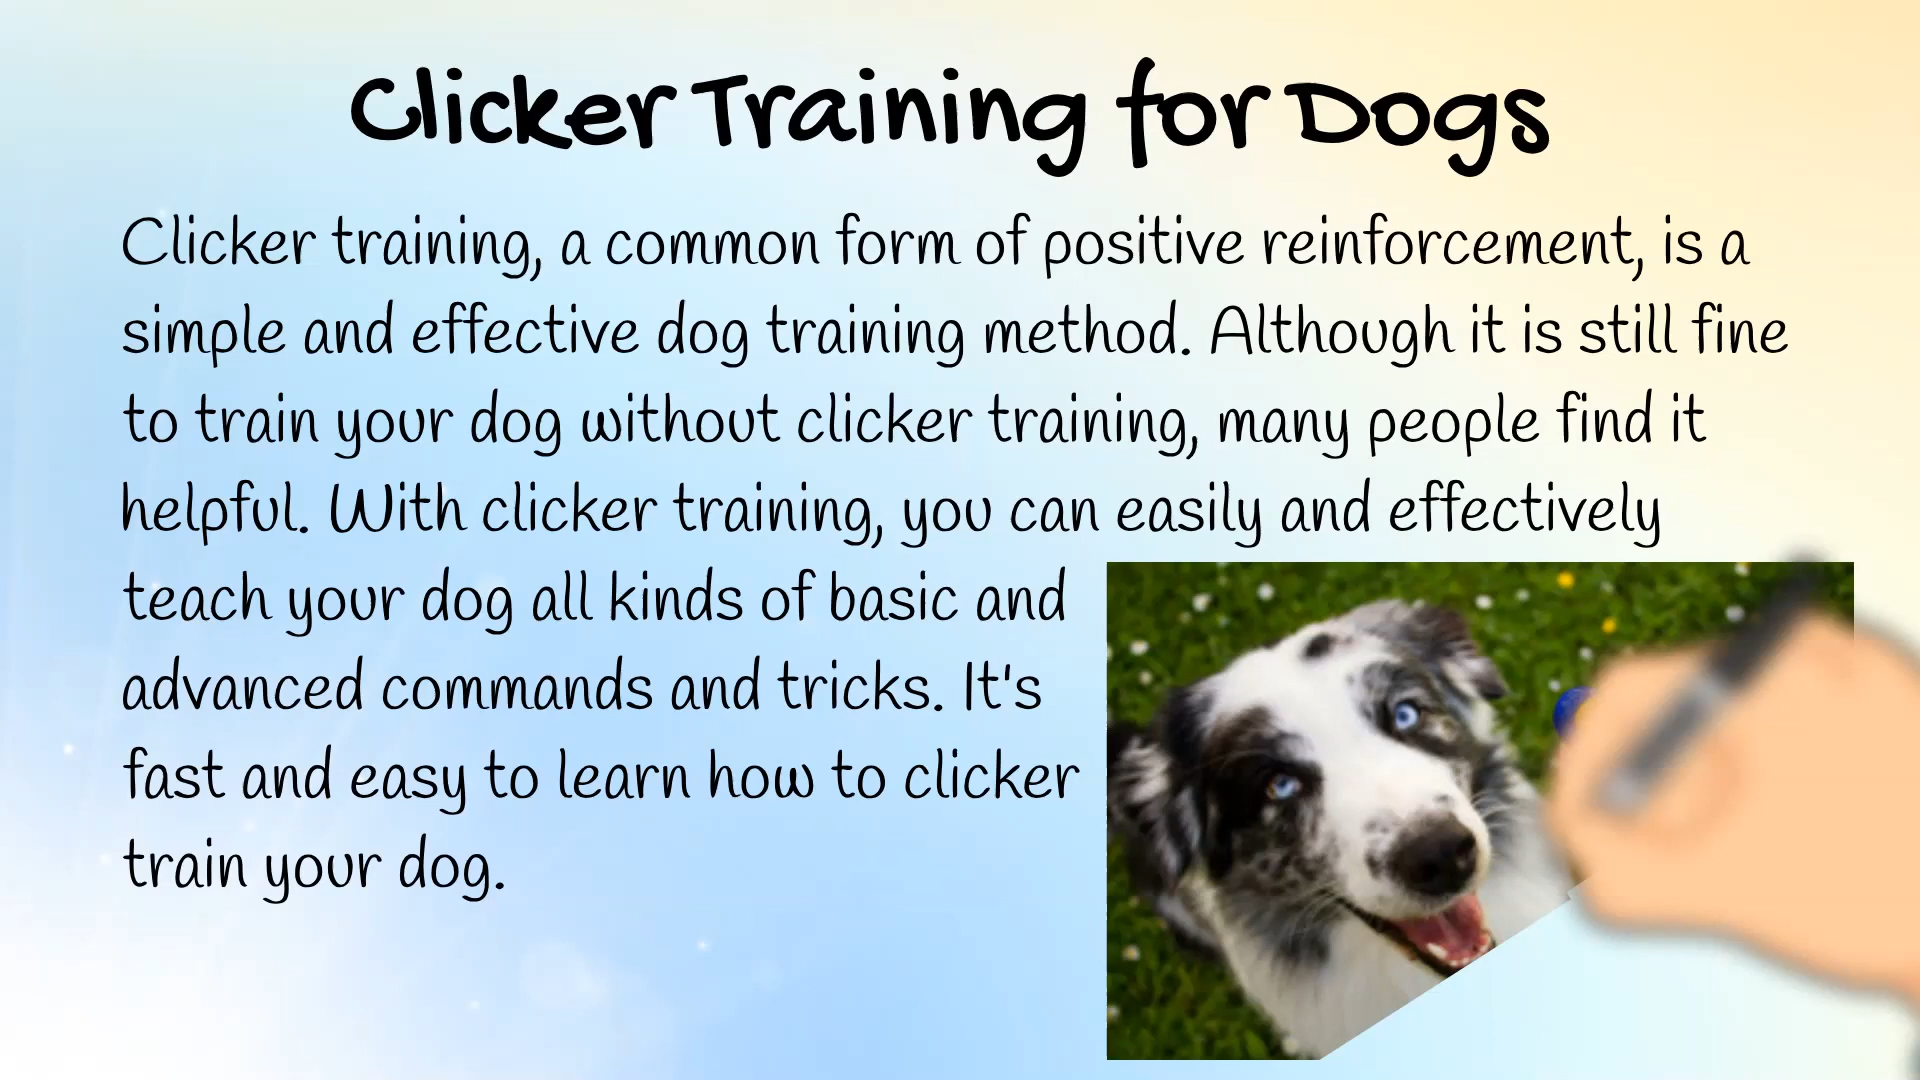 Clicker Training for Dogs
Clicker training, a common form of positive reinforcement, is a
simple and effective dog training method. Although it is still fine
to train your dog without clicker training, many people find it
helpful. With clicker training, you can easily and effectively
teach your dog all kinds of basic and
advanced commands and tricks. It's
fast and easy to learn how to clicker
train your dog.